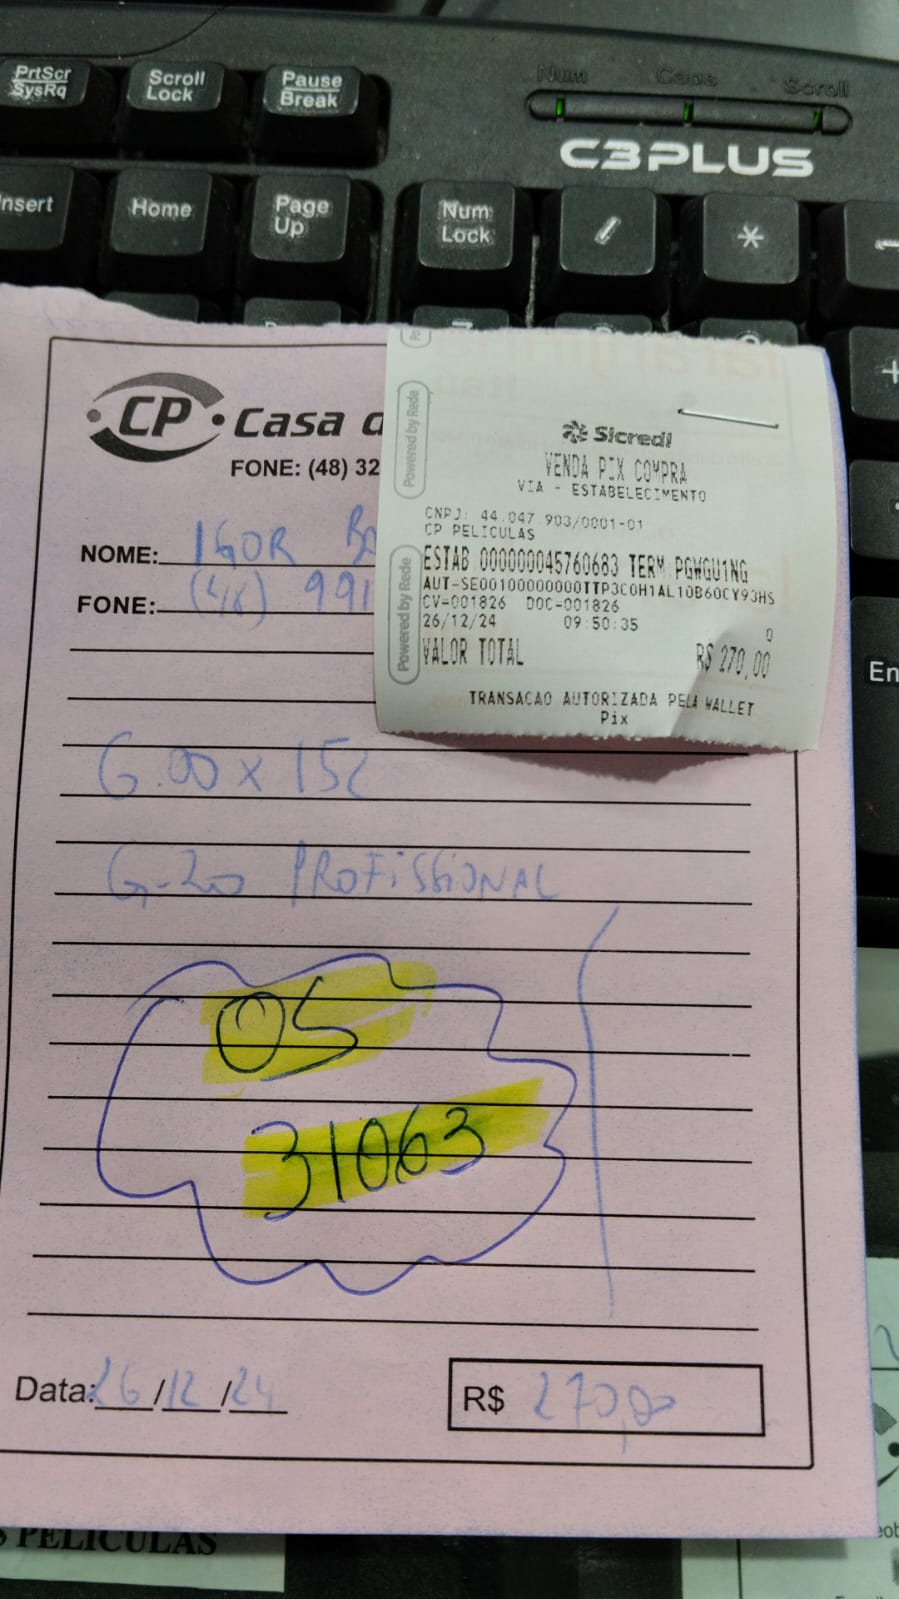 PrtScr
SysRq
Scroll
Lock
Pause
Break
Num
Caps
Scroll
C3PLUS
Insert
Home
Page
Up
Num
Lock
/
*
+
En
CP Casa d
FONE: (48) 32
NOME: IGOR
FONE: (48) 991
Powered by Rede
Powered by Rede
Sicredi
VENDA PIX COMPRA
VIA - ESTABELECIMENTO
CNPJ: 44.047.903/0001-01
CP PELICULAS
ESTAB 000000045760683 TERM PGWGU1NG
AUT-SE00100000000TTP3C0H1AL10B60CY93HS
CV-001826 DOC-001826
26/12/24 09:50:35
0
VALOR TOTAL R$ 270,00
TRANSACAO AUTORIZADA PELA WALLET
Pix
6.00 x 152
G-20 PROFISSIONAL
OS
31063
Data: 26/12/24 R$ 270,00
S PELICULAS